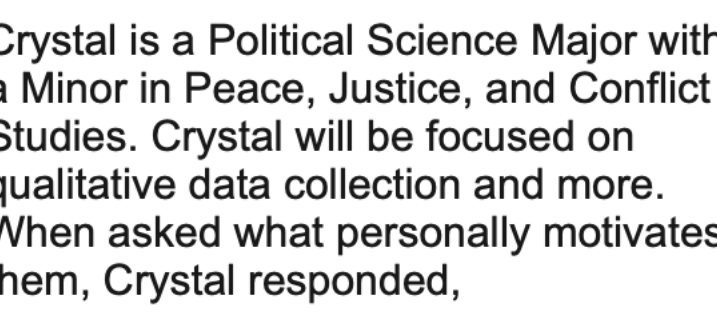 Crystal is a Political Science Major with
a Minor in Peace, Justice, and Conflict
Studies. Crystal will be focused on
qualitative data collection and more.
When asked what personally motivates
them, Crystal responded,